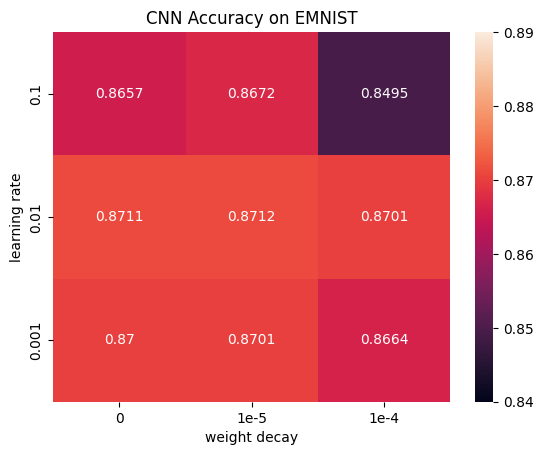 CNN Accuracy on EMNIST
learning rate
0.1
0.8657 0.8672 0.8495
0.01
0.8711 0.8712 0.8701
0.001
0.87 0.8701 0.8664
0 1e-5 1e-4
weight decay
0.89
0.88
0.87
0.86
0.85
0.84